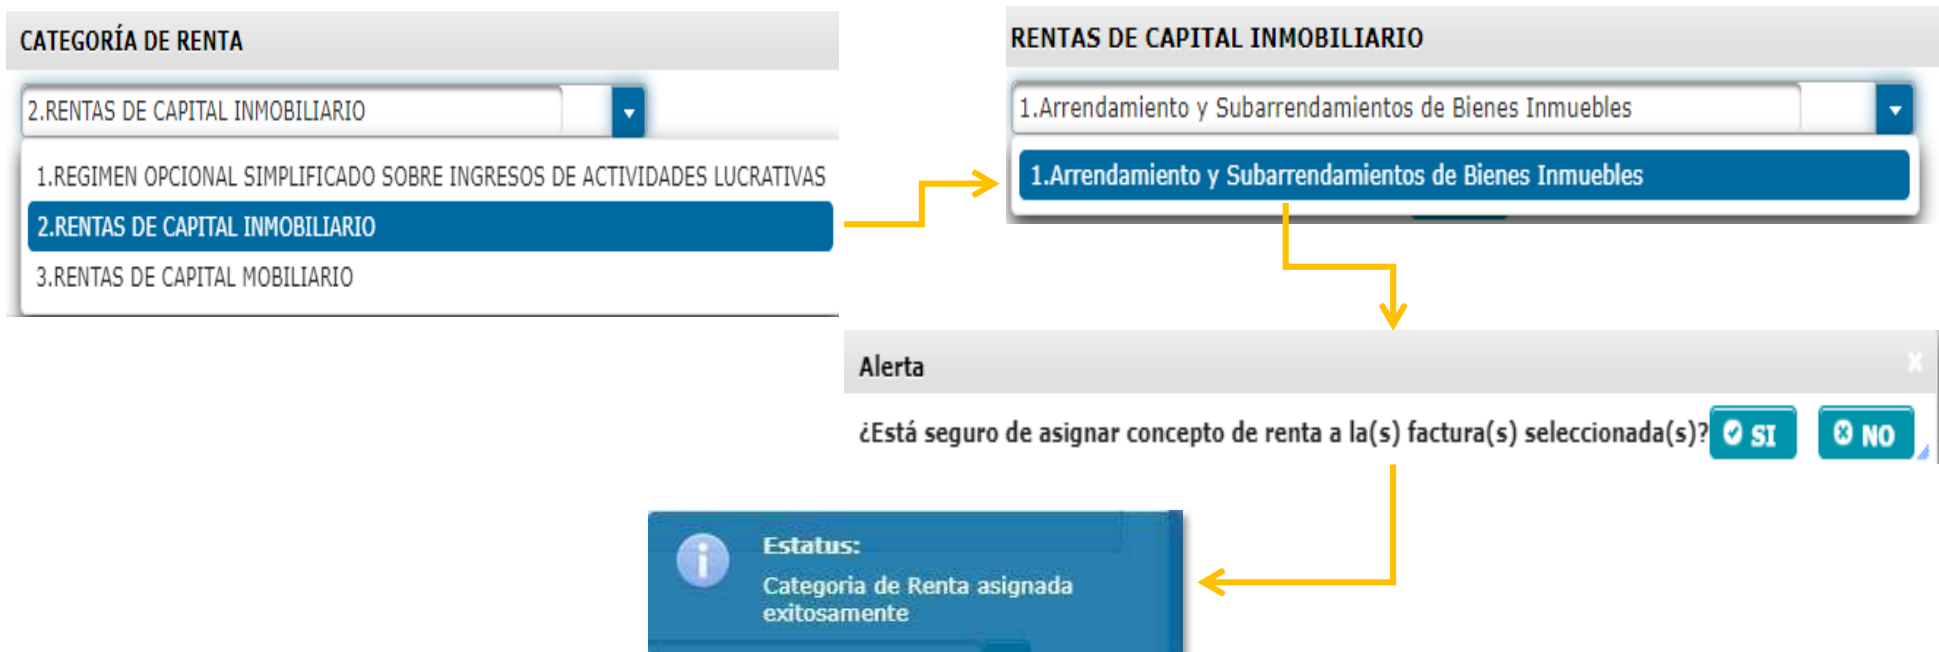 CATEGORÍA DE RENTA
2.RENTAS DE CAPITAL INMOBILIARIO
1.REGIMEN OPCIONAL SIMPLIFICADO SOBRE INGRESOS DE ACTIVIDADES LUCRATIVAS
2.RENTAS DE CAPITAL INMOBILIARIO
3.RENTAS DE CAPITAL MOBILIARIO
RENTAS DE CAPITAL INMOBILIARIO
1.Arrendamiento y Subarrendamientos de Bienes Inmuebles
1.Arrendamiento y Subarrendamientos de Bienes Inmuebles
Alerta
¿Está seguro de asignar concepto de renta a la(s) factura(s) seleccionada(s)? SI NO
Estatus:
Categoria de Renta asignada
exitosamente